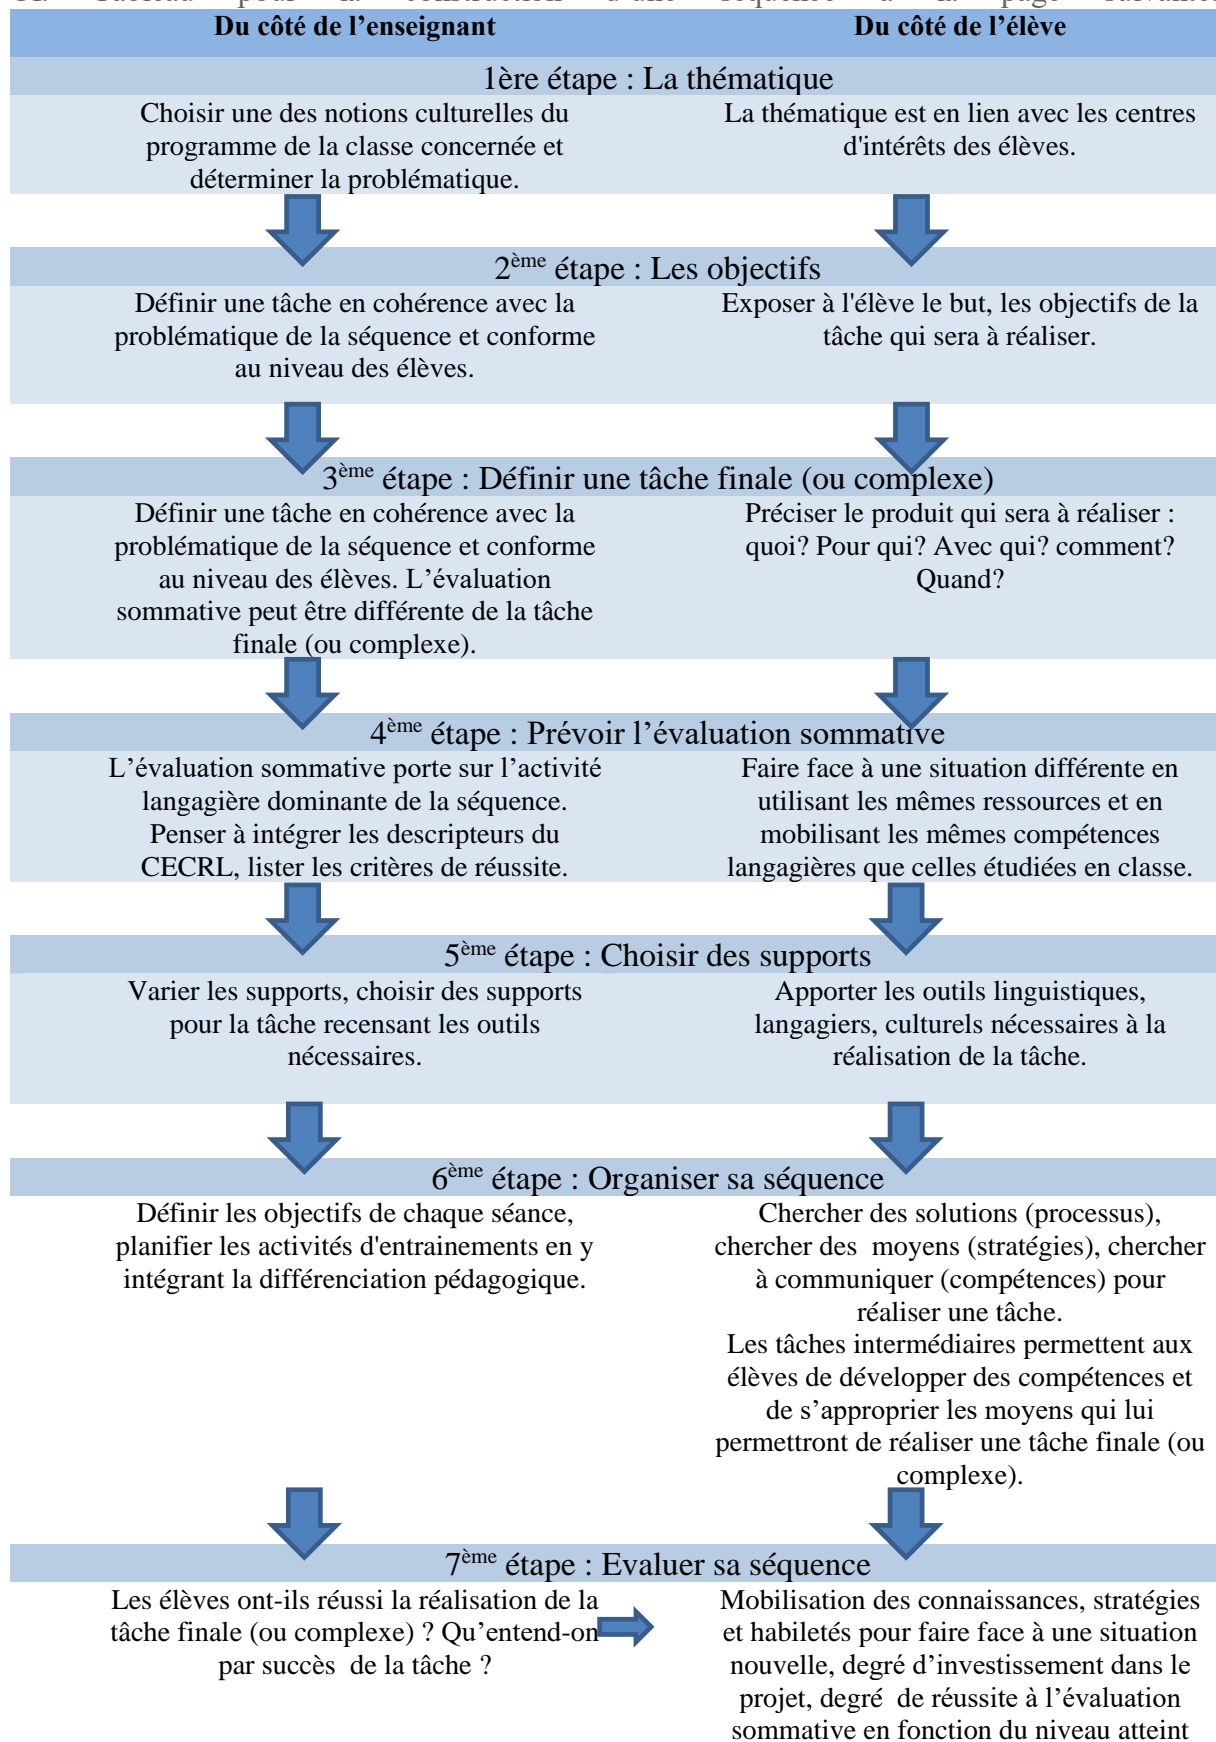 Tableau pour la construction d'une séquence à la page suivante
Du côté de l’enseignant
Du côté de l’élève
1ère étape : La thématique
Choisir une des notions culturelles du
programme de la classe concernée et
déterminer la problématique.
La thématique est en lien avec les centres
d'intérêts des élèves.
2ème étape : Les objectifs
Définir une tâche en cohérence avec la
problématique de la séquence et conforme
au niveau des élèves.
Exposer à l'élève le but, les objectifs de la
tâche qui sera à réaliser.
3ème étape : Définir une tâche finale (ou complexe)
Définir une tâche en cohérence avec la
problématique de la séquence et conforme
au niveau des élèves. L’évaluation
sommative peut être différente de la tâche
finale (ou complexe).
Préciser le produit qui sera à réaliser :
quoi? Pour qui? Avec qui? comment?
Quand?
4ème étape : Prévoir l’évaluation sommative
L’évaluation sommative porte sur l’activité
langagière dominante de la séquence.
Penser à intégrer les descripteurs du
CECRL, lister les critères de réussite.
Faire face à une situation différente en
utilisant les mêmes ressources et en
mobilisant les mêmes compétences
langagières que celles étudiées en classe.
5ème étape : Choisir des supports
Varier les supports, choisir des supports
pour la tâche recensant les outils
nécessaires.
Apporter les outils linguistiques,
langagiers, culturels nécessaires à la
réalisation de la tâche.
6ème étape : Organiser sa séquence
Définir les objectifs de chaque séance,
planifier les activités d'entrainements en y
intégrant la différenciation pédagogique.
Chercher des solutions (processus),
chercher des moyens (stratégies), chercher
à communiquer (compétences) pour
réaliser une tâche.
Les tâches intermédiaires permettent aux
élèves de développer des compétences et
de s’approprier les moyens qui lui
permettront de réaliser une tâche finale (ou
complexe).
7ème étape : Evaluer sa séquence
Les élèves ont-ils réussi la réalisation de la
tâche finale (ou complexe) ? Qu’entend-on
par succès de la tâche ?
Mobilisation des connaissances, stratégies
et habiletés pour faire face à une situation
nouvelle, degré d’investissement dans le
projet, degré de réussite à l’évaluation
sommative en fonction du niveau atteint